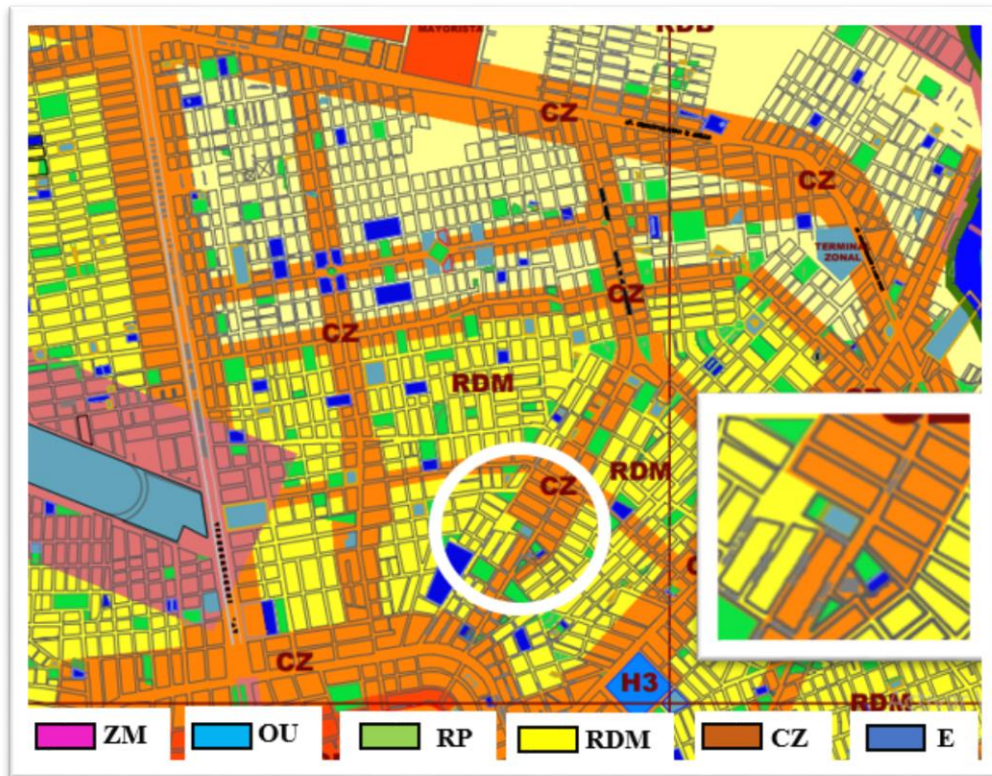 MAYORISTA
RDB
CZ
CZ
TERMINAL
ZONAL
CZ
CZ
RDM
RDM
CZ
CZ
H3
RDM
ZM
OU
RP
RDM
CZ
E